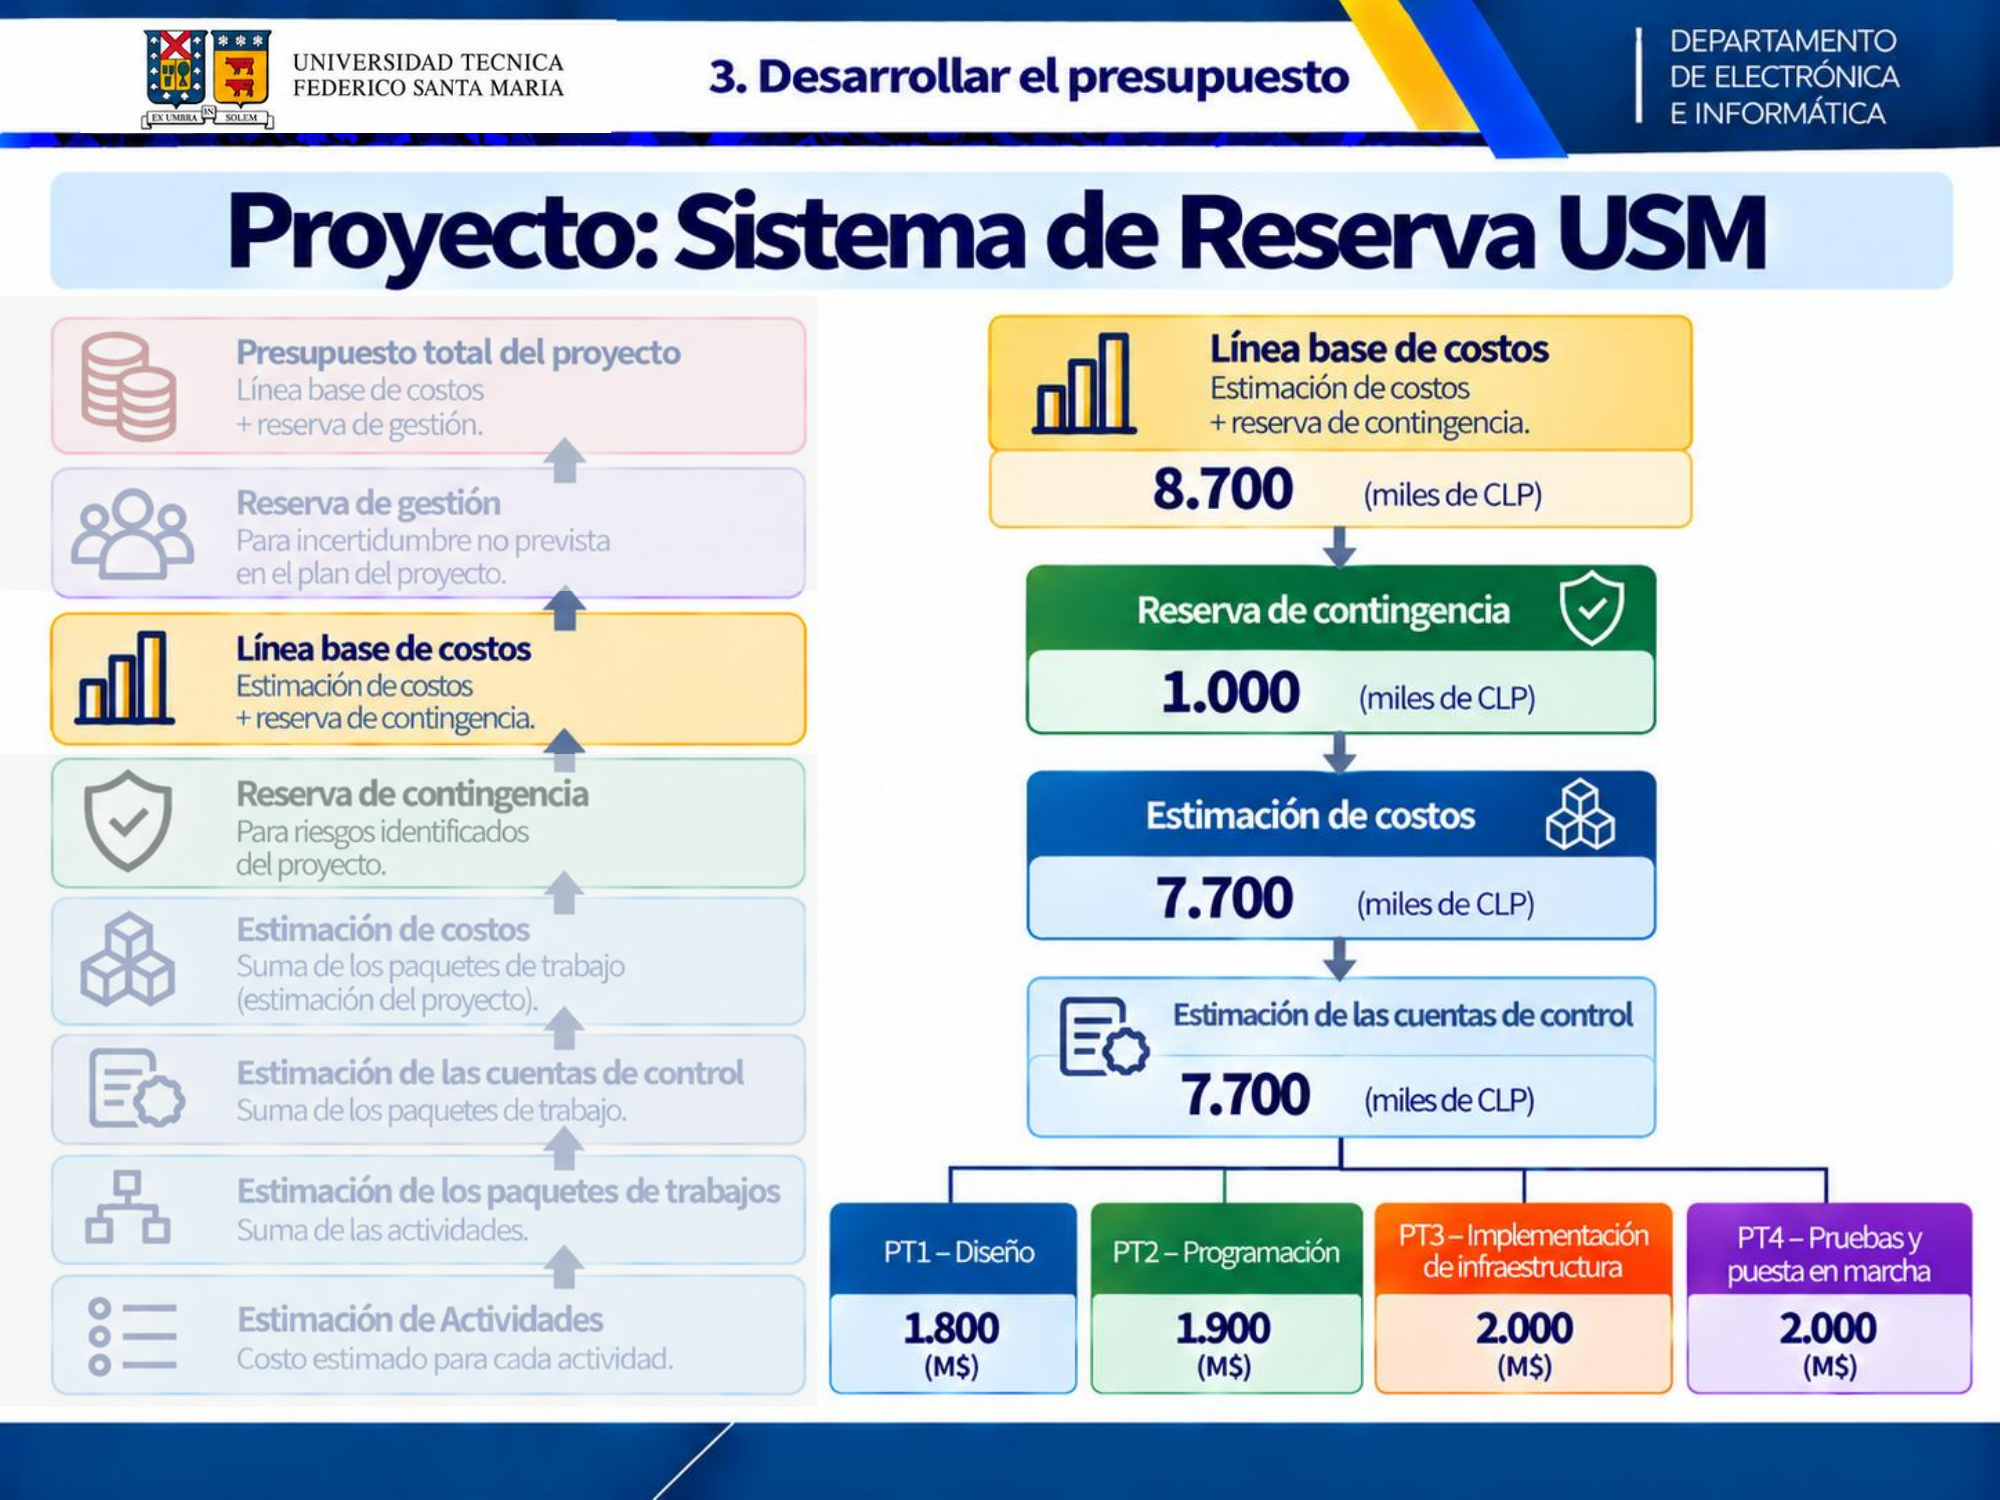 UNIVERSIDAD TECNICA
FEDERICO SANTA MARIA
EX UMBRA IN SOLEM
3. Desarrollar el presupuesto
DEPARTAMENTO
DE ELECTRÓNICA
E INFORMÁTICA
Proyecto: Sistema de Reserva USM
Presupuesto total del proyecto
Línea base de costos
+ reserva de gestión.
Reserva de gestión
Para incertidumbre no prevista
en el plan del proyecto.
Línea base de costos
Estimación de costos
+ reserva de contingencia.
Reserva de contingencia
Para riesgos identificados
del proyecto.
Estimación de costos
Suma de los paquetes de trabajo
(estimación del proyecto).
Estimación de las cuentas de control
Suma de los paquetes de trabajo.
Estimación de los paquetes de trabajos
Suma de las actividades.
Estimación de Actividades
Costo estimado para cada actividad.
Línea base de costos
Estimación de costos
+ reserva de contingencia.
8.700 (miles de CLP)
Reserva de contingencia
1.000 (miles de CLP)
Estimación de costos
7.700 (miles de CLP)
Estimación de las cuentas de control
7.700 (miles de CLP)
PT1 – Diseño
1.800
(M$)
PT2 – Programación
1.900
(M$)
PT3 – Implementación
de infraestructura
2.000
(M$)
PT4 – Pruebas y
puesta en marcha
2.000
(M$)